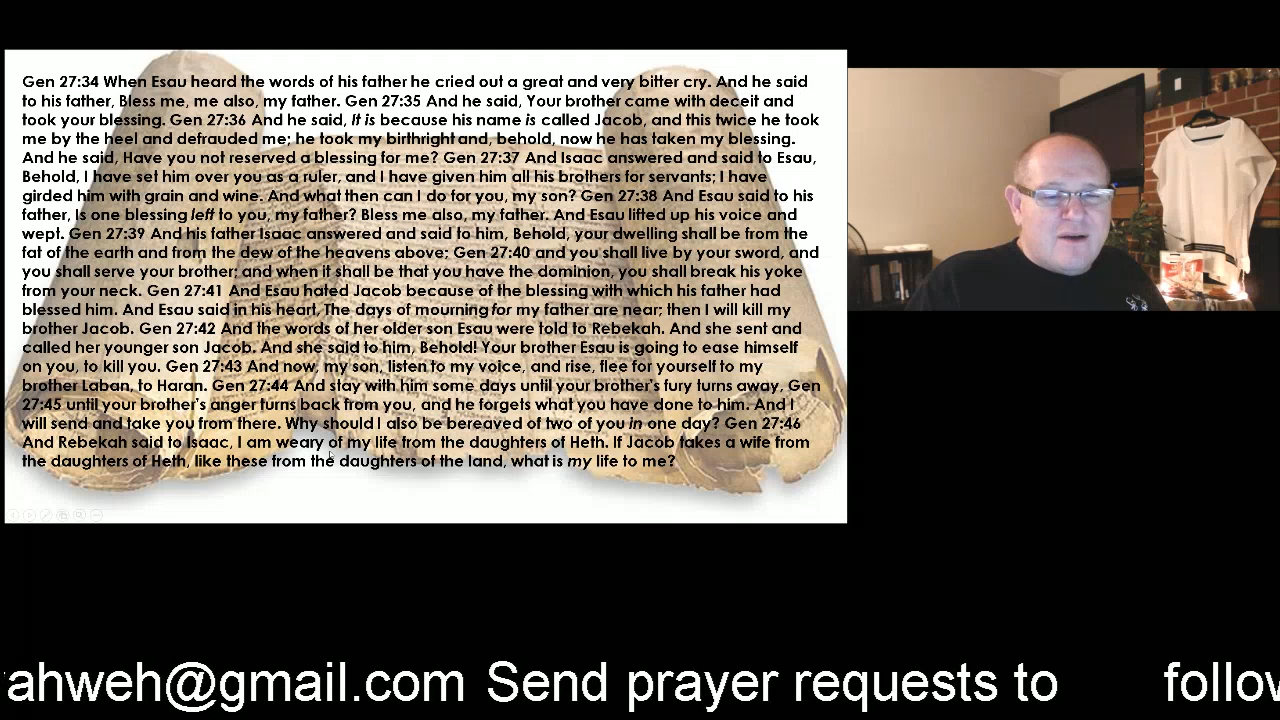 Gen 27:34 When Esau heard the words of his father he cried out a great and very bitter cry. And he said
to his father, Bless me, me also, my father. Gen 27:35 And he said, Your brother came with deceit and
took your blessing. Gen 27:36 And he said, It is because his name is called Jacob, and this twice he took
me by the heel and defrauded me; he took my birthright and, behold, now he has taken my blessing.
And he said, Have you not reserved a blessing for me? Gen 27:37 And Isaac answered and said to Esau,
Behold, I have set him over you as a ruler, and I have given him all his brothers for servants; I have
girded him with grain and wine. And what then can I do for you, my son? Gen 27:38 And Esau said to his
father, Is one blessing left to you, my father? Bless me also, my father. And Esau lifted up his voice and
wept. Gen 27:39 And his father Isaac answered and said to him, Behold, your dwelling shall be from the
fat of the earth and from the dew of the heavens above; Gen 27:40 and you shall live by your sword, and
you shall serve your brother; and when it shall be that you have the dominion, you shall break his yoke
from your neck. Gen 27:41 And Esau hated Jacob because of the blessing with which his father had
blessed him. And Esau said in his heart, The days of mourning for my father are near; then I will kill my
brother Jacob. Gen 27:42 And the words of her older son Esau were told to Rebekah. And she sent and
called her younger son Jacob. And she said to him, Behold! Your brother Esau is going to ease himself
on you, to kill you. Gen 27:43 And now, my son, listen to my voice, and rise, flee for yourself to my
brother Laban, to Haran. Gen 27:44 And stay with him some days until your brother's fury turns away, Gen
27:45 until your brother's anger turns back from you, and he forgets what you have done to him. And I
will send and take you from there. Why should I also be bereaved of two of you in one day? Gen 27:46
And Rebekah said to Isaac, I am weary of my life from the daughters of Heth. If Jacob takes a wife from
the daughters of Heth, like these from the daughters of the land, what is my life to me?
ahweh@gmail.com Send prayer requests to follow